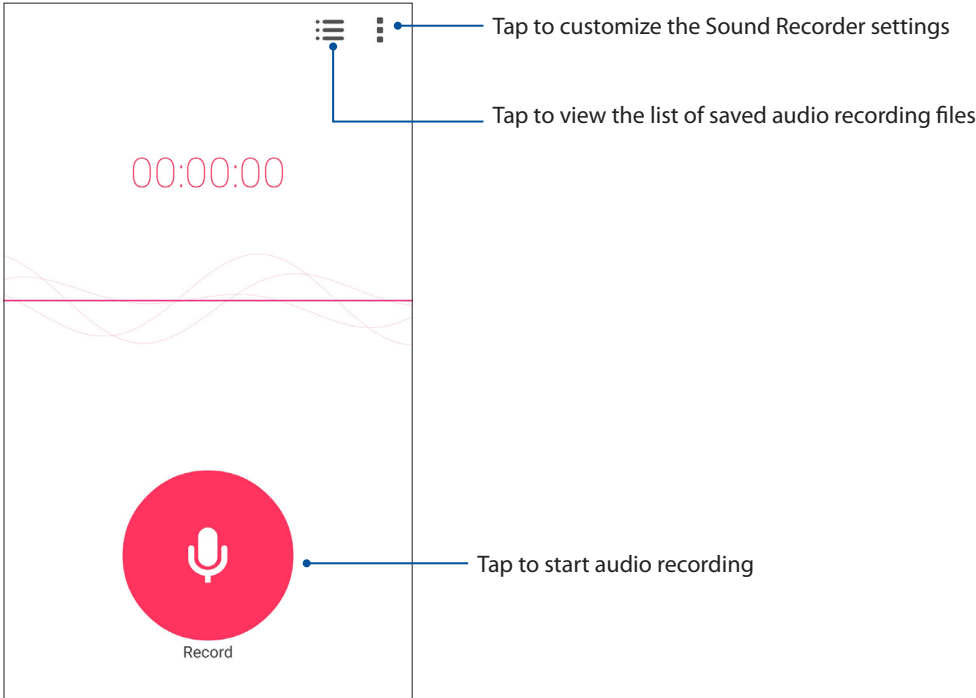 Tap to customize the Sound Recorder settings
Tap to view the list of saved audio recording files
00:00:00
Tap to start audio recording
Record